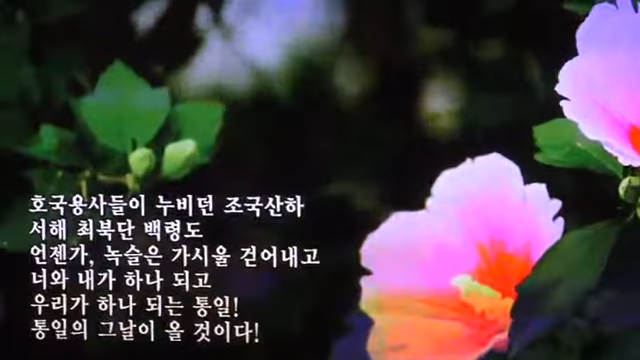 호국용사들이 누비던 조국산하
서해 최북단 백령도
언젠가, 녹슬은 가시울 걷어내고
너와 내가 하나 되고
우리가 하나 되는 통일!
통일의 그날이 올 것이다!